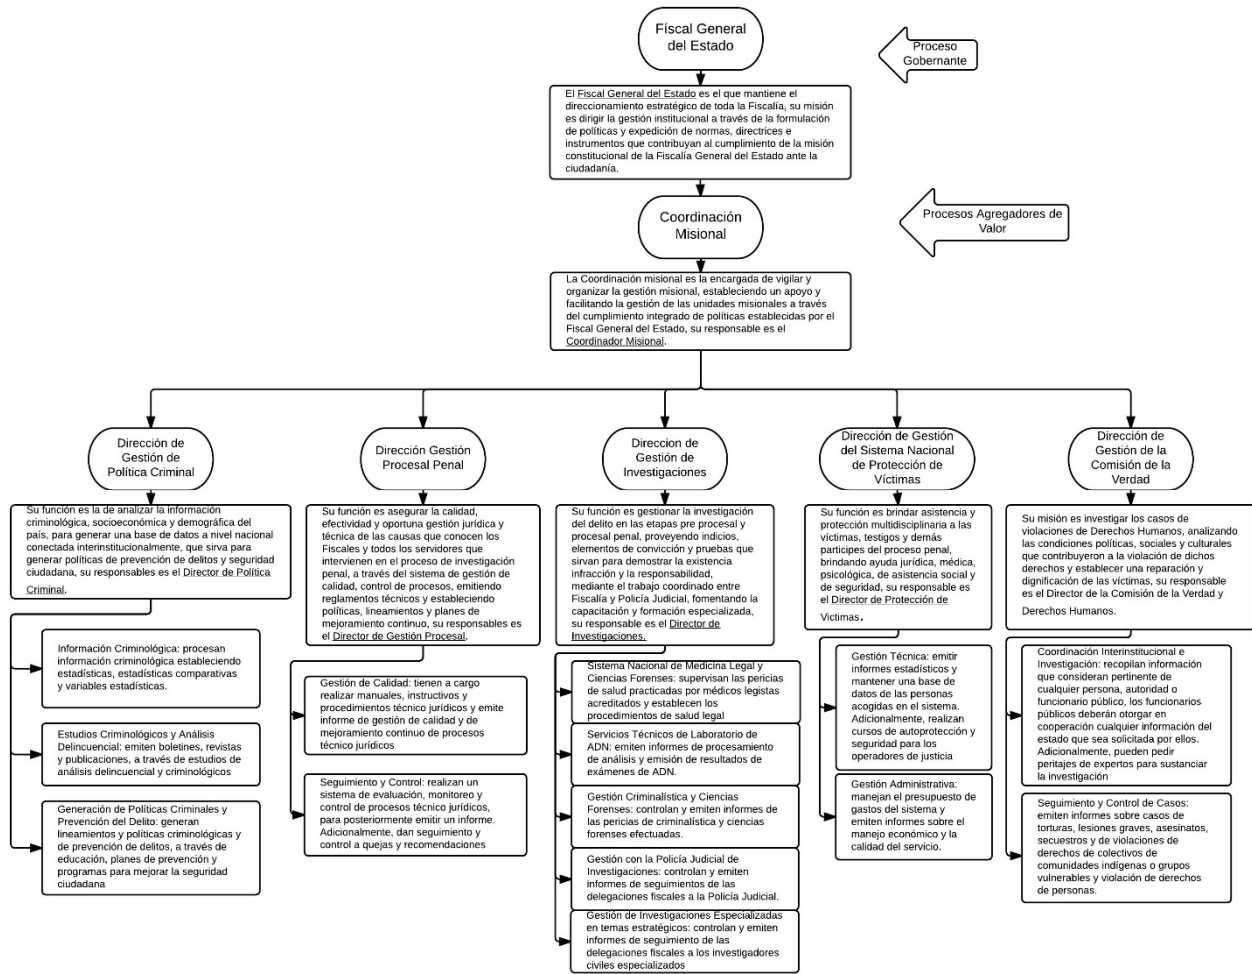 Físcal General
del Estado
Proceso
Gobernante
El Fiscal General del Estado es el que mantiene el
direccionamiento estratégico de toda la Fiscalía, su misión
es dirigir la gestión institucional a través de la formulación
de políticas y expedición de normas, directrices e
instrumentos que contribuyan al cumplimiento de la misión
constitucional de la Fiscalía General del Estado ante la
ciudadanía.
Coordinación
Misional
Procesos Agregadores de
Valor
La Coordinación misional es la encargada de vigilar y
organizar la gestión misional, estableciendo un apoyo y
facilitando la gestión de las unidades misionales a través
del cumplimiento integrado de políticas establecidas por el
Fiscal General del Estado, su responsable es el
Coordinador Misional.
Dirección de
Gestión de
Política Criminal
Su función es la de analizar la información
criminológica, socioeconómica y demográfica del
país, para generar una base de datos a nivel nacional
conectada interinstitucionalmente, que sirva para
generar políticas de prevención de delitos y seguridad
ciudadana, su responsables es el Director de Política
Criminal.
Información Criminológica: procesan
información criminológica estableciendo
estadísticas, estadísticas comparativas
y variables estadísticas.
Estudios Criminológicos y Análisis
Delincuencial: emiten boletines, revistas
y publicaciones, a través de estudios de
análisis delincuencial y criminológicos
Generación de Políticas Criminales y
Prevención del Delito: generan
lineamientos y políticas criminológicas y
de prevención de delitos, a través de
educación, planes de prevención y
programas para mejorar la seguridad
ciudadana
Dirección Gestión
Procesal Penal
Su función es asegurar la calidad,
efectividad y oportuna gestión jurídica y
técnica de las causas que conocen los
Fiscales y todos los servidores que
intervienen en el proceso de investigación
penal, a través del sistema de gestión de
calidad, control de procesos, emitiendo
reglamentos técnicos y estableciendo
políticas, lineamientos y planes de
mejoramiento continuo, su responsables es
el Director de Gestión Procesal.
Gestión de Calidad: tienen a cargo
realizar manuales, instructivos y
procedimientos técnico jurídicos y emite
informe de gestión de calidad y de
mejoramiento continuo de procesos
técnico jurídicos
Seguimiento y Control: realizan un
sistema de evaluación, monitoreo y
control de procesos técnico jurídicos,
para posteriormente emitir un informe.
Adicionalmente, dan seguimiento y
control a quejas y recomendaciones
Direccion de
Gestión de
Investigaciones
Su función es gestionar la investigación
del delito en las etapas pre procesal y
procesal penal, proveyendo indicios,
elementos de convicción y pruebas que
sirvan para demostrar la existencia
infracción y la responsabilidad,
mediante el trabajo coordinado entre
Fiscalía y Policía Judicial, fomentando la
capacitación y formación especializada,
su responsable es el Director de
Investigaciones.
Sistema Nacional de Medicina Legal y
Ciencias Forenses: supervisan las pericias
de salud practicadas por médicos legistas
acreditados y establecen los
procedimientos de salud legal
Servicios Técnicos de Laboratorio de
ADN: emiten informes de procesamiento
de análisis y emisión de resultados de
exámenes de ADN.
Gestión Criminalística y Ciencias
Forenses: controlan y emiten informes de
las pericias de criminalística y ciencias
forenses efectuadas.
Gestión con la Policía Judicial de
Investigaciones: controlan y emiten
informes de seguimientos de las
delegaciones fiscales a la Policía Judicial.
Gestión de Investigaciones Especializadas
en temas estratégicos: controlan y emiten
informes de seguimiento de las
delegaciones fiscales a los investigadores
civiles especializados
Dirección de Gestión
del Sistema Nacional
de Protección de
Víctimas
Su función es brindar asistencia y
protección multidisciplinaria a las
víctimas, testigos y demás
participes del proceso penal,
brindando ayuda jurídica, médica,
psicológica, de asistencia social y
de seguridad, su responsable es
el Director de Protección de
Victimas.
Gestión Técnica: emitir
informes estadísticos y
mantener una base de
datos de las personas
acogidas en el sistema.
Adicionalmente, realizan
cursos de autoprotección y
seguridad para los
operadores de justicia
Gestión Administrativa:
manejan el presupuesto de
gastos del sistema y
emiten informes sobre el
manejo económico y la
calidad del servicio.
Dirección de
Gestión de la
Comisión de la
Verdad
Su misión es investigar los casos de
violaciones de Derechos Humanos, analizando
las condiciones políticas, sociales y culturales
que contribuyeron a la violación de dichos
derechos y establecer una reparación y
dignificación de las víctimas, su responsable
es el Director de la Comisión de la Verdad y
Derechos Humanos.
Coordinación Interinstitucional e
Investigación: recopilan información
que consideran pertinente de
cualquier persona, autoridad o
funcionario público, los funcionarios
públicos deberán otorgar en
cooperación cualquier información del
estado que sea solicitada por ellos.
Adicionalmente, pueden pedir
peritajes de expertos para sustanciar
la investigación
Seguimiento y Control de Casos:
emiten informes sobre casos de
torturas, lesiones graves, asesinatos,
secuestros y de violaciones de
derechos de colectivos de
comunidades indígenas o grupos
vulnerables y violación de derechos
de personas.